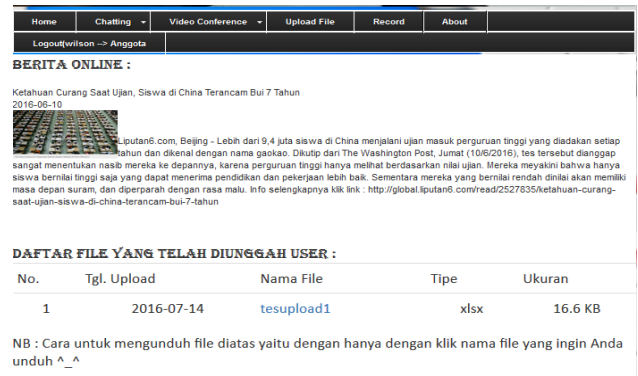 Home Chatting Video Conference Upload File Record About
Logout(wilson --> Anggota
BERITA ONLINE :
Ketahuan Curang Saat Ujian, Siswa di China Terancam Bui 7 Tahun
2016-06-10
Liputan6.com, Beijing - Lebih dari 9,4 juta siswa di China menjalani ujian masuk perguruan tinggi yang diadakan setiap
tahun dan dikenal dengan nama gaokao. Dikutip dari The Washington Post, Jumat (10/6/2016), tes tersebut dianggap
sangat menentukan nasib mereka ke depannya, karena perguruan tinggi hanya melihat berdasarkan nilai ujian. Mereka meyakini bahwa hanya
siswa bernilai tinggi saja yang dapat menerima pendidikan dan pekerjaan lebih baik. Sementara mereka yang bernilai rendah dinilai akan memiliki
masa depan suram, dan diperparah dengan rasa malu. Info selengkapnya klik link : http://global.liputan6.com/read/2527835/ketahuan-curang-
saat-ujian-siswa-di-china-terancam-bui-7-tahun
DAFTAR FILE YANG TELAH DIUNGGAH USER :
No. Tgl. Upload Nama File Tipe Ukuran
1 2016-07-14 tesupload1 xlsx 16.6 KB
NB : Cara untuk mengunduh file diatas yaitu dengan hanya dengan klik nama file yang ingin Anda
unduh ^_^